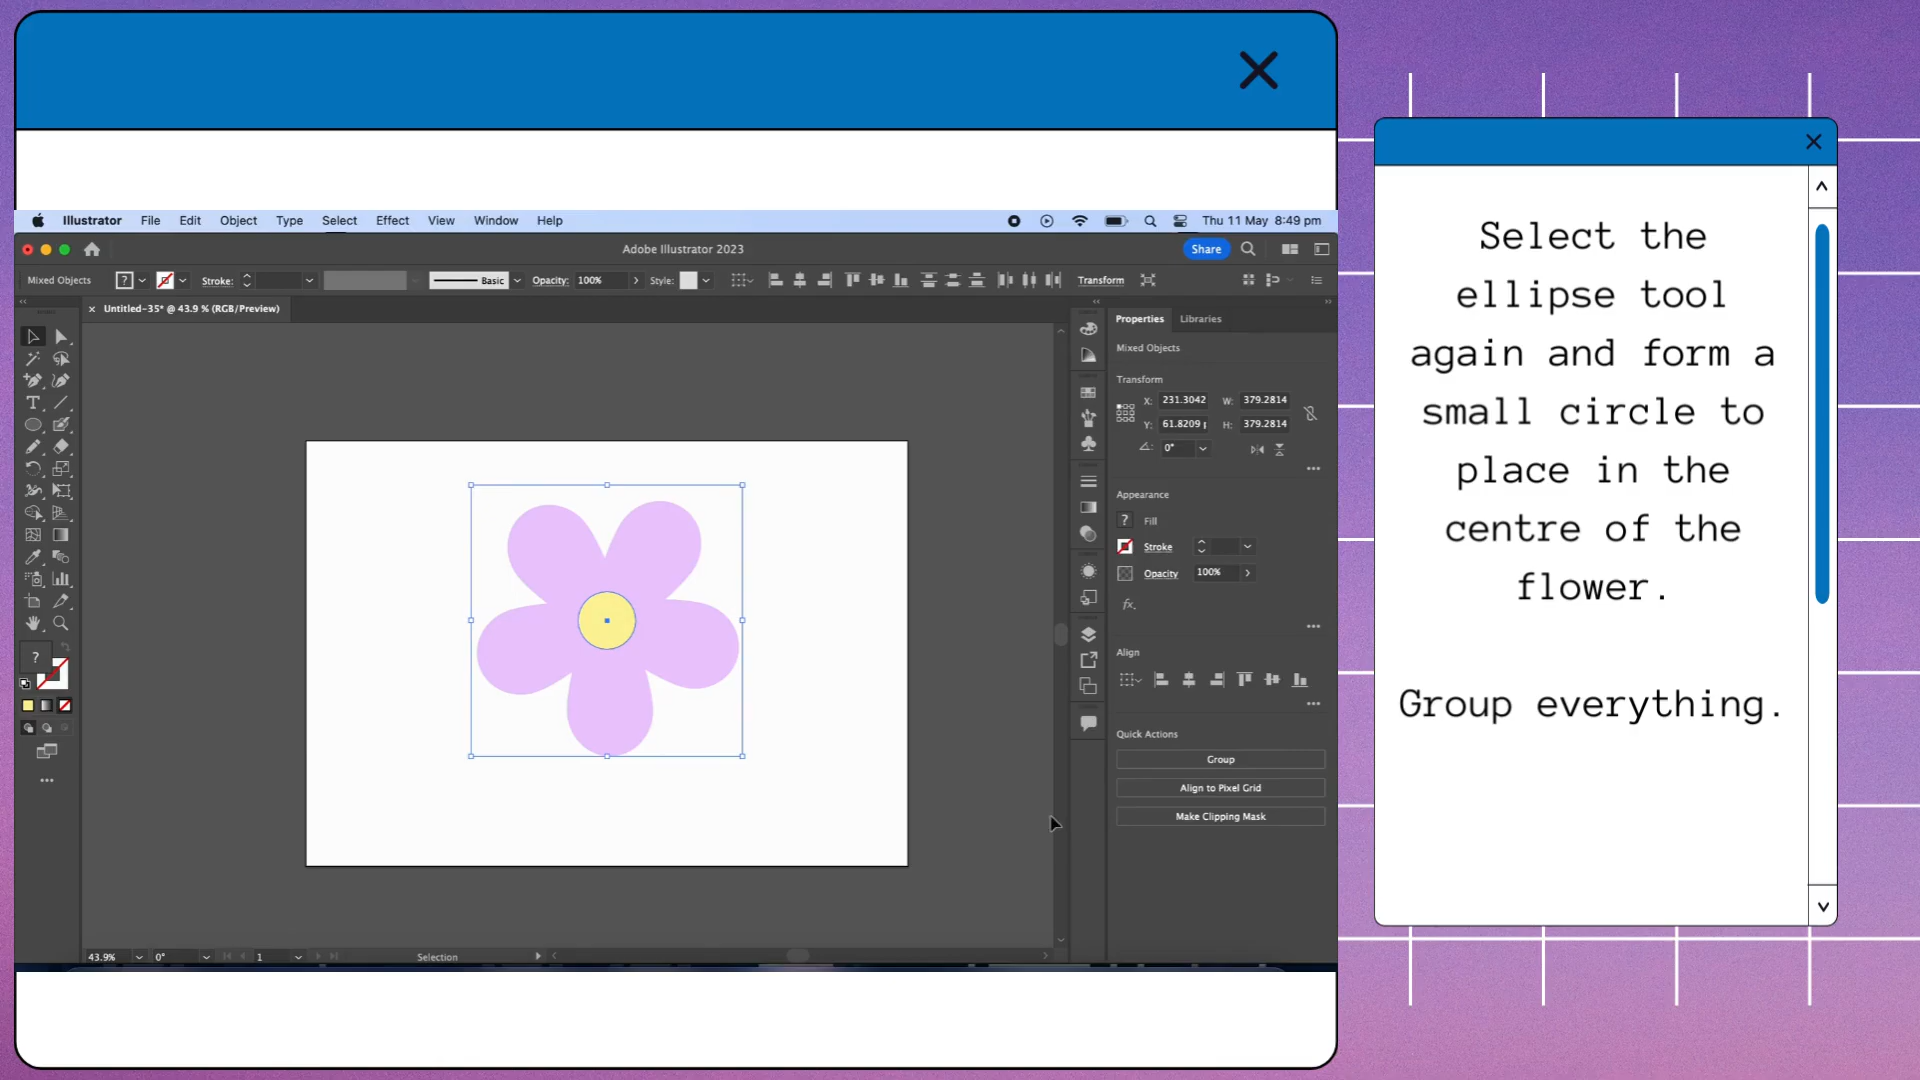 Illustrator File Edit Object Type Select Effect View Window Help Thu 11 May 8:49 pm
Adobe Illustrator 2023 Share
Mixed Objects ? Stroke: Basic Opacity: 100% Style: Transform
Untitled-35* @ 43.9 % (RGB/Preview)
Properties Libraries
Mixed Objects
Transform
X: 231.3042 W: 379.2814
Y: 61.8209 H: 379.2814
0°
Appearance
? Fill
Stroke
Opacity 100%
fx.
Align
Quick Actions
Group
Align to Pixel Grid
Make Clipping Mask
?
43.9% 0° 1 Selection
Select the
ellipse tool
again and form a
small circle to
place in the
centre of the
flower.
Group everything.